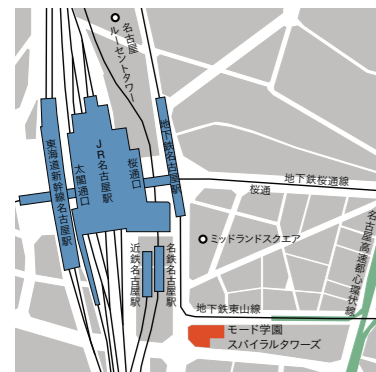 名古屋
ルーセントタワー
地下鉄名古屋駅
JR名古屋駅
桜通口
太閤通口
東海道新幹線名古屋駅
地下鉄桜通線
桜通
ミッドランドスクエア
名古屋高速都心環状線
近鉄名古屋駅
名鉄名古屋駅
地下鉄東山線
モード学園
スパイラルタワーズ